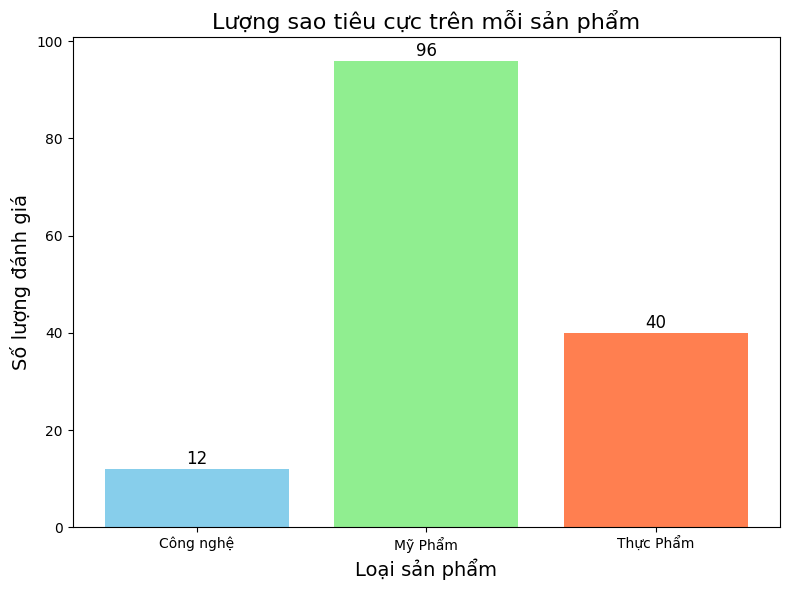 Lượng sao tiêu cực trên mỗi sản phẩm
Số lượng đánh giá
100
80
60
40
20
0
12
96
40
Công nghệ
Mỹ Phẩm
Thực Phẩm
Loại sản phẩm